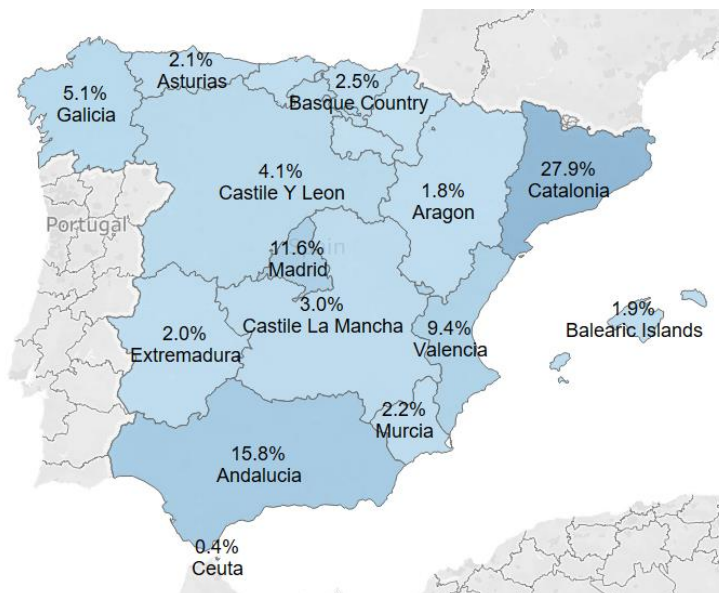 2.1%
Asturias
5.1%
Galicia
2.5%
Basque Country
4.1%
Castile Y Leon
27.9%
Catalonia
1.8%
Aragon
Portugal
11.6%
Madrid
3.0%
Castile La Mancha
2.0%
Extremadura
9.4%
Valencia
1.9%
Balearic Islands
2.2%
Murcia
15.8%
Andalucia
0.4%
Ceuta